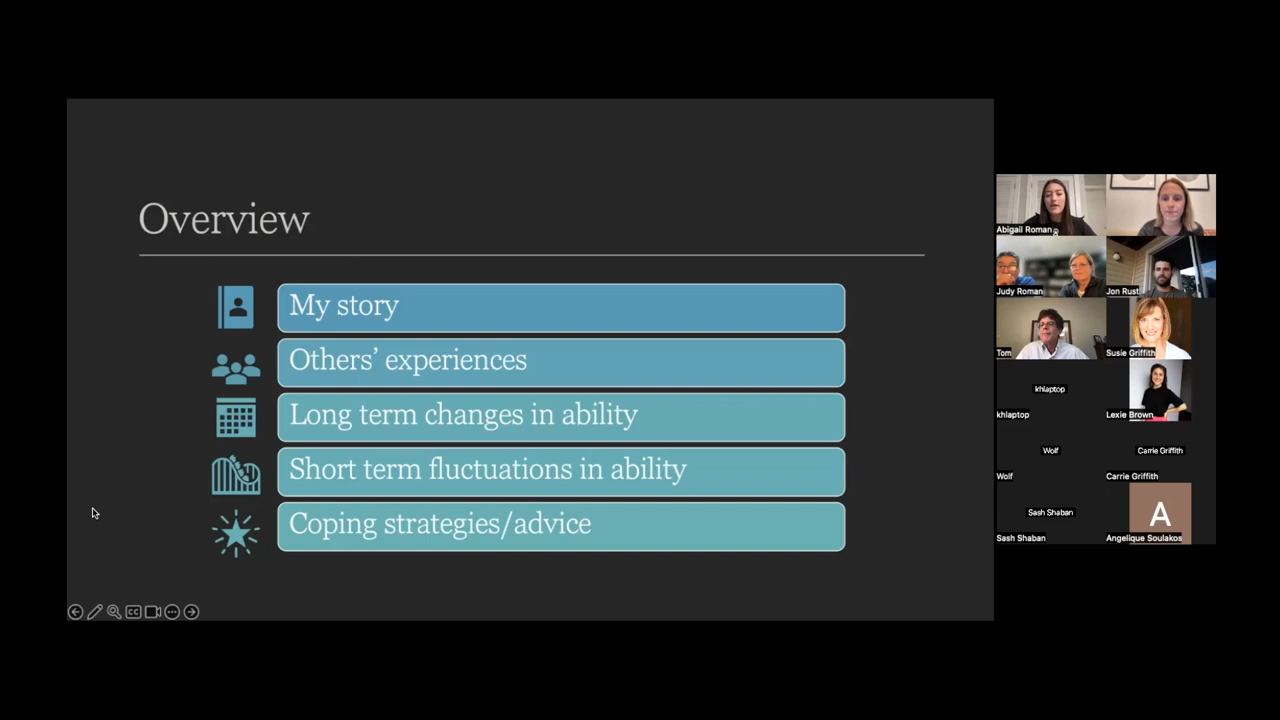 Overview
My story
Others’ experiences
Long term changes in ability
Short term fluctuations in ability
Coping strategies/advice
CC
Abigail Roman
Judy Roman
Jon Rust
Tom
Susie Griffith
khlaptop
khlaptop
Lexie Brown
Wolf
Carrie Griffith
Wolf
Carrie Griffith
Sash Shaban
A
Sash Shaban
Angelique Soulakos